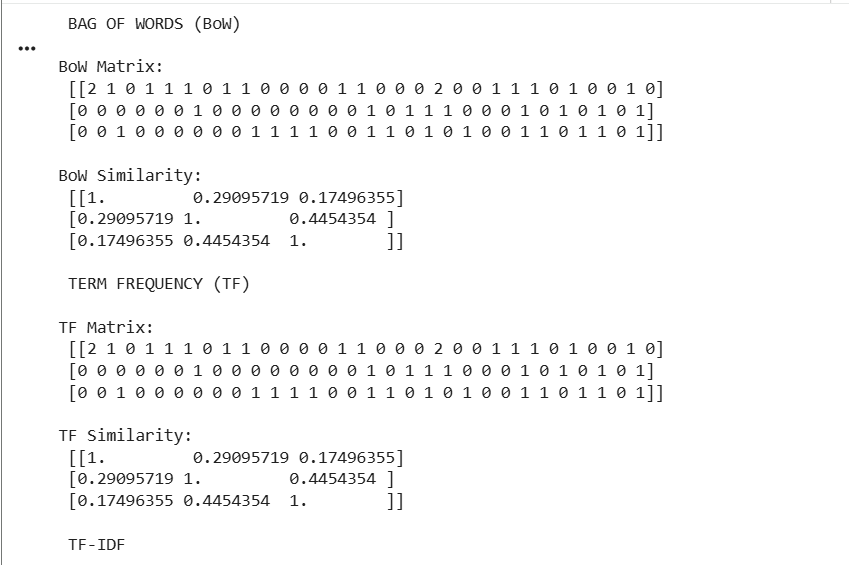 BAG OF WORDS (BoW)
•••
BoW Matrix:
[[2 1 0 1 1 1 0 1 1 0 0 0 0 1 1 0 0 0 2 0 0 1 1 1 0 1 0 0 1 0]
[0 0 0 0 0 0 1 0 0 0 0 0 0 0 0 1 0 1 1 1 0 0 0 1 0 1 0 1 0 1]
[0 0 1 0 0 0 0 0 0 1 1 1 1 0 0 1 1 0 1 0 1 0 0 1 1 0 1 1 0 1]]
BoW Similarity:
[[1. 0.29095719 0.17496355]
[0.29095719 1. 0.4454354 ]
[0.17496355 0.4454354 1. ]]
TERM FREQUENCY (TF)
TF Matrix:
[[2 1 0 1 1 1 0 1 1 0 0 0 0 1 1 0 0 0 2 0 0 1 1 1 0 1 0 0 1 0]
[0 0 0 0 0 0 1 0 0 0 0 0 0 0 0 1 0 1 1 1 0 0 0 1 0 1 0 1 0 1]
[0 0 1 0 0 0 0 0 0 1 1 1 1 0 0 1 1 0 1 0 1 0 0 1 1 0 1 1 0 1]]
TF Similarity:
[[1. 0.29095719 0.17496355]
[0.29095719 1. 0.4454354 ]
[0.17496355 0.4454354 1. ]]
TF-IDF